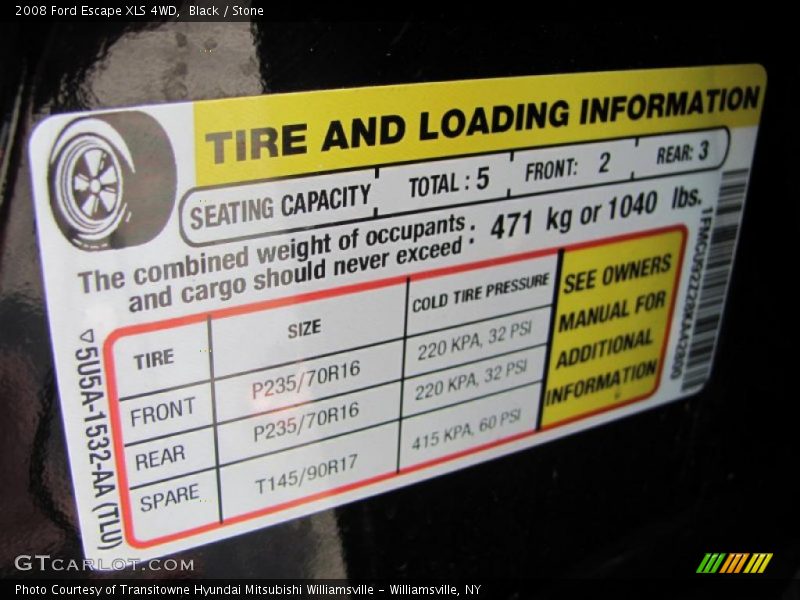 2008 Ford Escape XLS 4WD, Black / Stone
TIRE AND LOADING INFORMATION
SEATING CAPACITY TOTAL : 5 FRONT: 2 REAR: 3
The combined weight of occupants
and cargo should never exceed : 471 kg or 1040 lbs.
TIRE SIZE COLD TIRE PRESSURE
FRONT P235/70R16 220 KPA, 32 PSI
REAR P235/70R16 220 KPA, 32 PSI
SPARE T145/90R17 415 KPA, 60 PSI
SEE OWNERS
MANUAL FOR
ADDITIONAL
INFORMATION
5U5A-1532-AA (TLU)
GTCARLOT.COM
Photo Courtesy of Transitowne Hyundai Mitsubishi Williamsville - Williamsville, NY